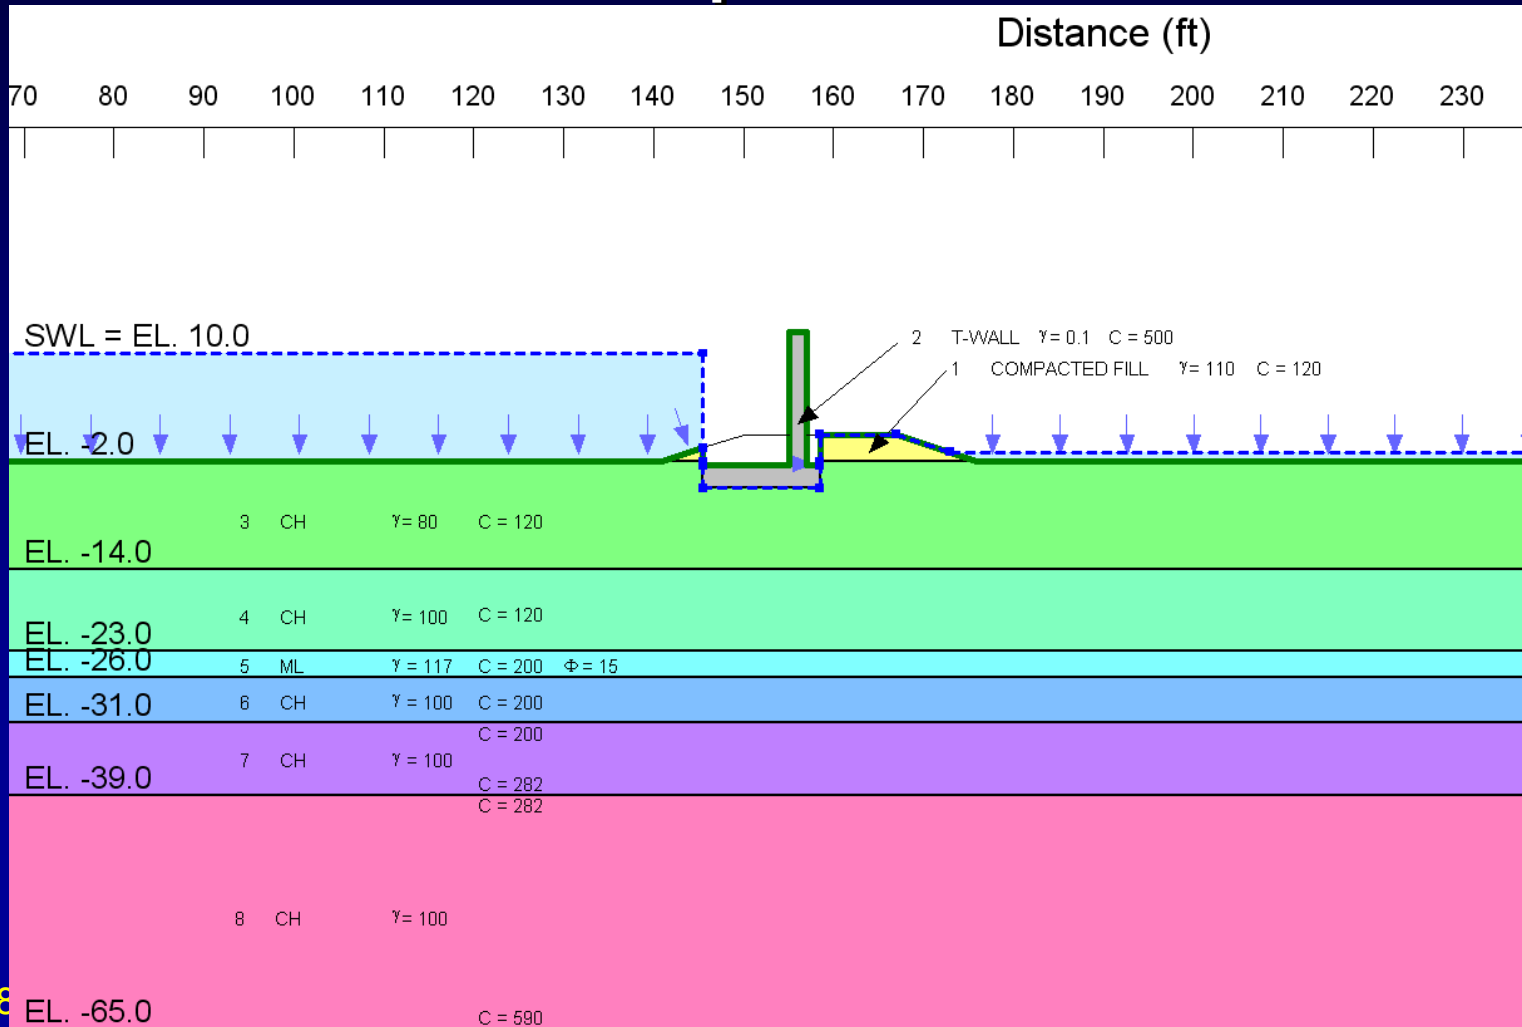 Distance (ft)
70 80 90 100 110 120 130 140 150 160 170 180 190 200 210 220 230
SWL = EL. 10.0
2 T-WALL γ= 0.1 C = 500
1 COMPACTED FILL γ= 110 C = 120
EL. -2.0
3 CH γ= 80 C = 120
EL. -14.0
4 CH γ= 100 C = 120
EL. -23.0
EL. -26.0
5 ML γ = 117 C = 200 Φ= 15
6 CH γ = 100 C = 200
EL. -31.0
C = 200
7 CH γ = 100
EL. -39.0
C = 282
C = 282
8 CH γ= 100
8
EL. -65.0
C = 590